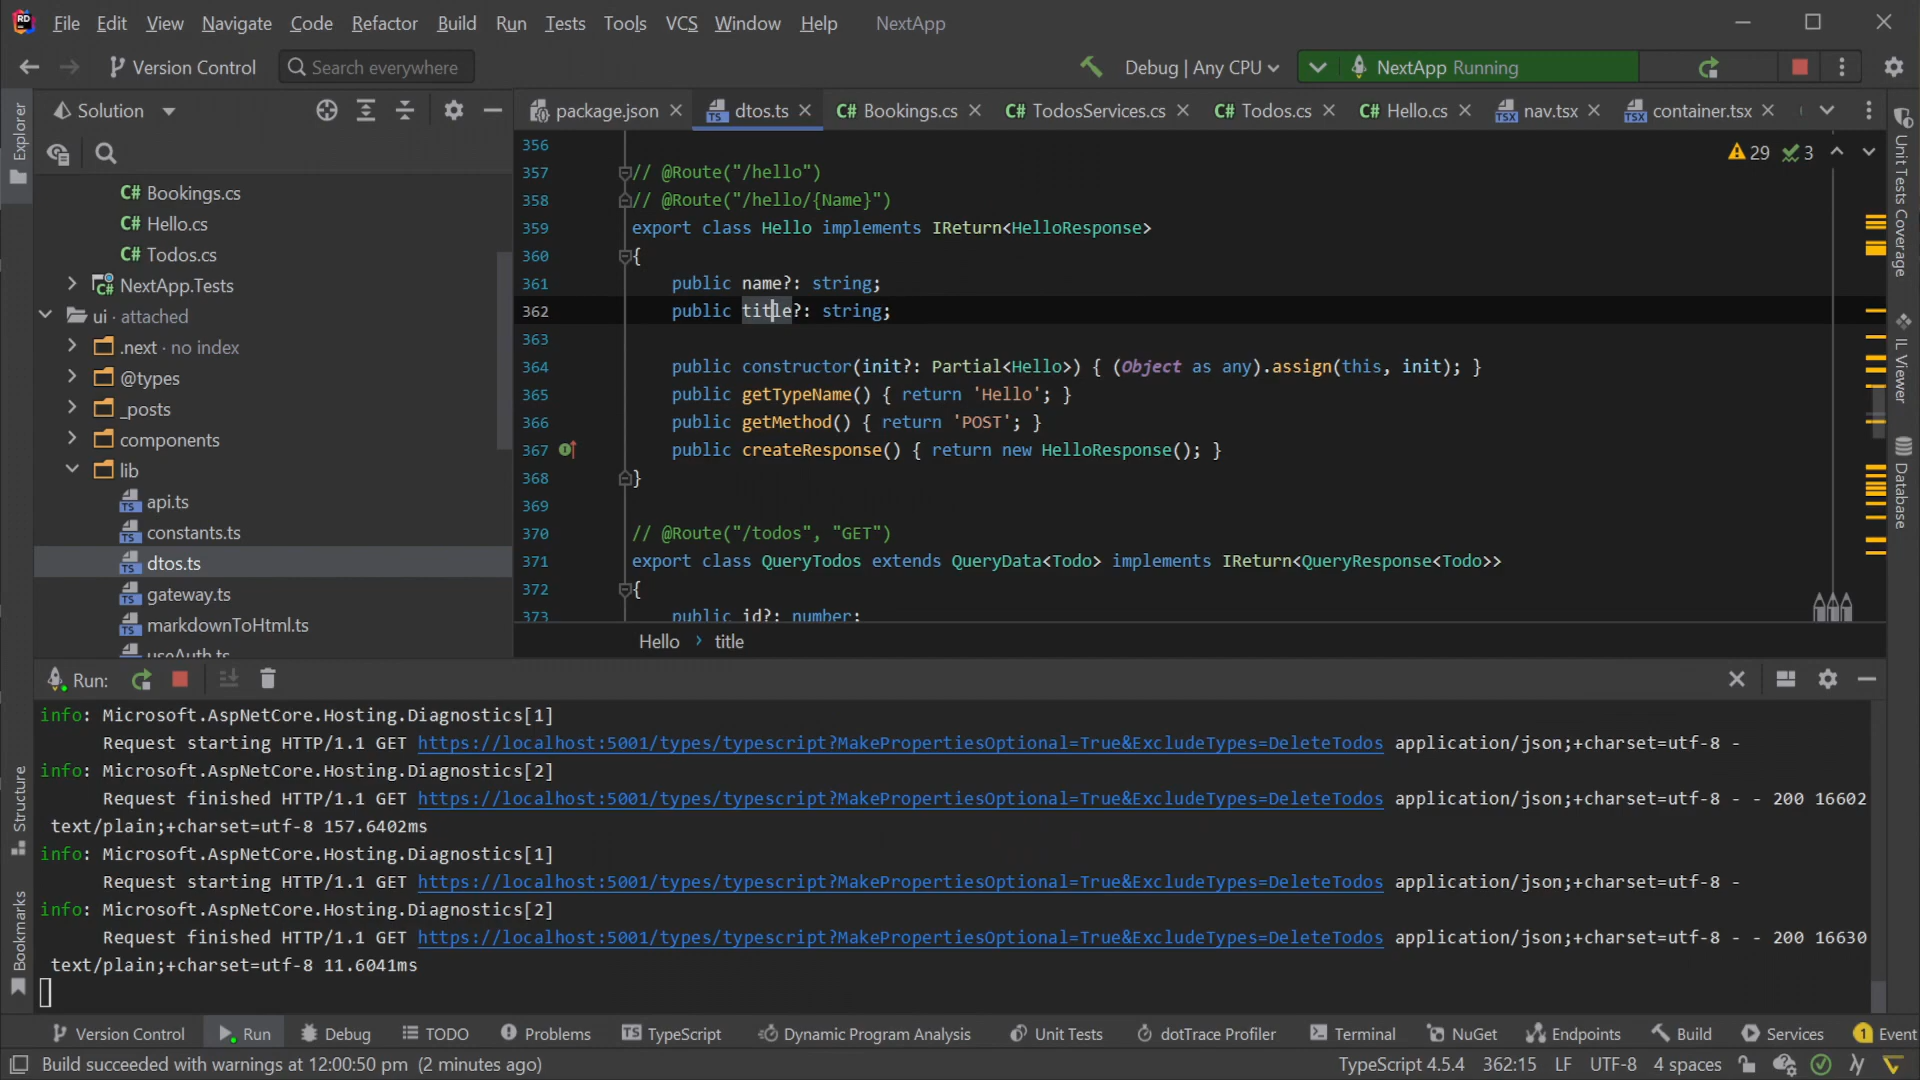 File Edit View Navigate Code Refactor Build Run Tests Tools VCS Window Help NextApp
Version Control Search everywhere Debug | Any CPU NextApp Running
Explorer
Solution
package.json dtos.ts C# Bookings.cs C# TodosServices.cs C# Todos.cs C# Hello.cs nav.tsx container.tsx
C# Bookings.cs
C# Hello.cs
C# Todos.cs
NextApp.Tests
ui attached
.next no index
@types
_posts
components
lib
api.ts
constants.ts
dtos.ts
gateway.ts
markdownToHtml.ts
useAuth.ts
29 3
356
357 // @Route("/hello")
358 // @Route("/hello/{Name}")
359 export class Hello implements IReturn<HelloResponse>
360 {
361 public name?: string;
362 public title?: string;
363
364 public constructor(init?: Partial<Hello>) { (Object as any).assign(this, init); }
365 public getTypeName() { return 'Hello'; }
366 public getMethod() { return 'POST'; }
367 public createResponse() { return new HelloResponse(); }
368 }
369
370 // @Route("/todos", "GET")
371 export class QueryTodos extends QueryData<Todo> implements IReturn<QueryResponse<Todo>>
372 {
373 public id?: number;
Hello › title
Unit Tests Coverage
IL Viewer
Database
Run:
info: Microsoft.AspNetCore.Hosting.Diagnostics[1]
Request starting HTTP/1.1 GET https://localhost:5001/types/typescript?MakePropertiesOptional=True&ExcludeTypes=DeleteTodos application/json;+charset=utf-8 -
info: Microsoft.AspNetCore.Hosting.Diagnostics[2]
Request finished HTTP/1.1 GET https://localhost:5001/types/typescript?MakePropertiesOptional=True&ExcludeTypes=DeleteTodos application/json;+charset=utf-8 - - 200 16602
text/plain;+charset=utf-8 157.6402ms
info: Microsoft.AspNetCore.Hosting.Diagnostics[1]
Request starting HTTP/1.1 GET https://localhost:5001/types/typescript?MakePropertiesOptional=True&ExcludeTypes=DeleteTodos application/json;+charset=utf-8 -
info: Microsoft.AspNetCore.Hosting.Diagnostics[2]
Request finished HTTP/1.1 GET https://localhost:5001/types/typescript?MakePropertiesOptional=True&ExcludeTypes=DeleteTodos application/json;+charset=utf-8 - - 200 16630
text/plain;+charset=utf-8 11.6041ms
Structure
Bookmarks
Version Control Run Debug TODO Problems TypeScript Dynamic Program Analysis Unit Tests dotTrace Profiler Terminal NuGet Endpoints Build Services 1 Event
Build succeeded with warnings at 12:00:50 pm (2 minutes ago) TypeScript 4.5.4 362:15 LF UTF-8 4 spaces